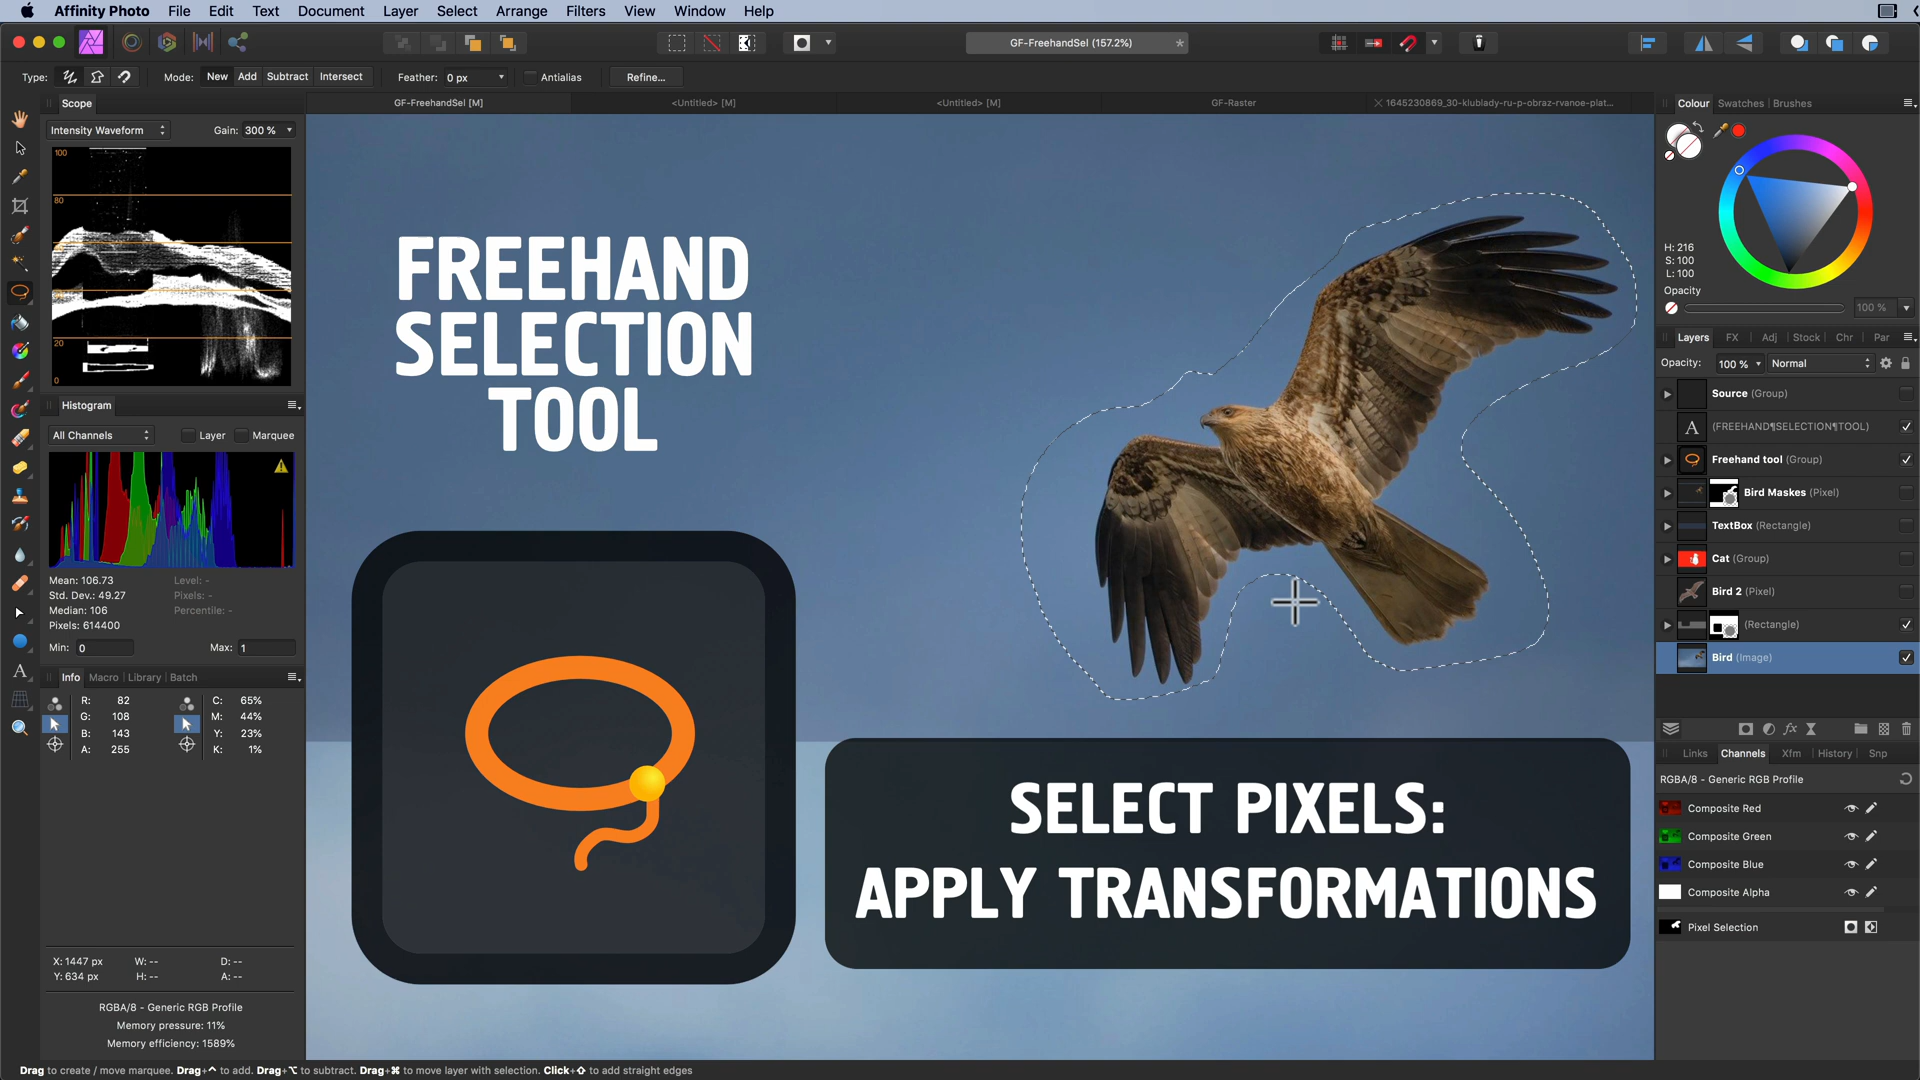 Affinity Photo File Edit Text Document Layer Select Arrange Filters View Window Help
GF-FreehandSel (157.2%)
Type: Mode: New Add Subtract Intersect Feather: 0 px Antialias Refine...
GF-FreehandSel [M] <Untitled> [M] <Untitled> [M] GF-Raster 1645230869_30-klublady-ru-p-obraz-rvanoe-plat...
Scope
Intensity Waveform Gain: 300 %
100
80
20
0
Histogram
All Channels Layer Marquee
Mean: 106.73 Level: -
Std. Dev.: 49.27 Pixels: -
Median: 106 Percentile: -
Pixels: 614400
Min: 0 Max: 1
Info Macro Library Batch
R: 82 C: 65%
G: 108 M: 44%
B: 143 Y: 23%
A: 255 K: 1%
X: 1447 px W: -- D: --
Y: 634 px H: -- A: --
RGBA/8 - Generic RGB Profile
Memory pressure: 11%
Memory efficiency: 1589%
FREEHAND
SELECTION
TOOL
SELECT PIXELS:
APPLY TRANSFORMATIONS
Colour Swatches Brushes
H: 216
S: 100
L: 100
Opacity
100 %
Layers FX Adj Stock Chr Par
Opacity: 100 % Normal
Source (Group)
A (FREEHAND¶SELECTION¶TOOL)
Freehand tool (Group)
Bird Maskes (Pixel)
TextBox (Rectangle)
Cat (Group)
Bird 2 (Pixel)
(Rectangle)
Bird (Image)
fx
Links Channels Xfm History Snp
RGBA/8 - Generic RGB Profile
Composite Red
Composite Green
Composite Blue
Composite Alpha
Pixel Selection
Drag to create / move marquee. Drag+⌃ to add. Drag+⌥ to subtract. Drag+⌘ to move layer with selection. Click+⇧ to add straight edges